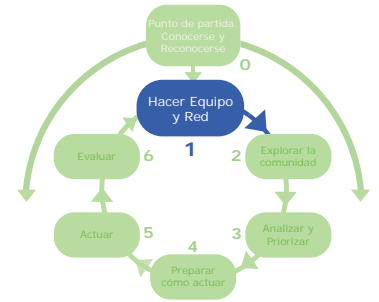 Punto de partida
Conocerse y
Reconocerse
0
Hacer Equipo
y Red
1
Evaluar
6
2
Explorar la
comunidad
Actuar
5
3
Analizar y
Priorizar
4
Preparar
cómo actuar